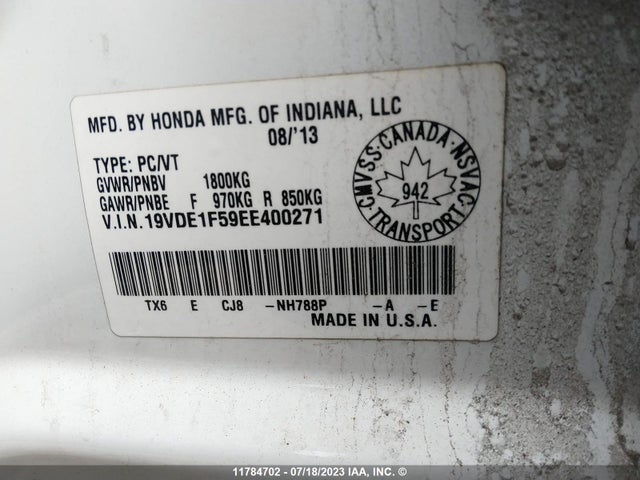 MFD. BY HONDA MFG. OF INDIANA, LLC
08/'13
TYPE: PC/VT
GVWR/PNBV 1800KG
GAWR/PNBE F 970KG R 850KG
V.I.N. 19VDE1F59EE400271
CMVSS · CANADA · NSVAC
942
TRANSPORT
TX6 E CJ8 -NH788P -A -E
MADE IN U.S.A.
11784702 - 07/18/2023 IAA, INC. ©